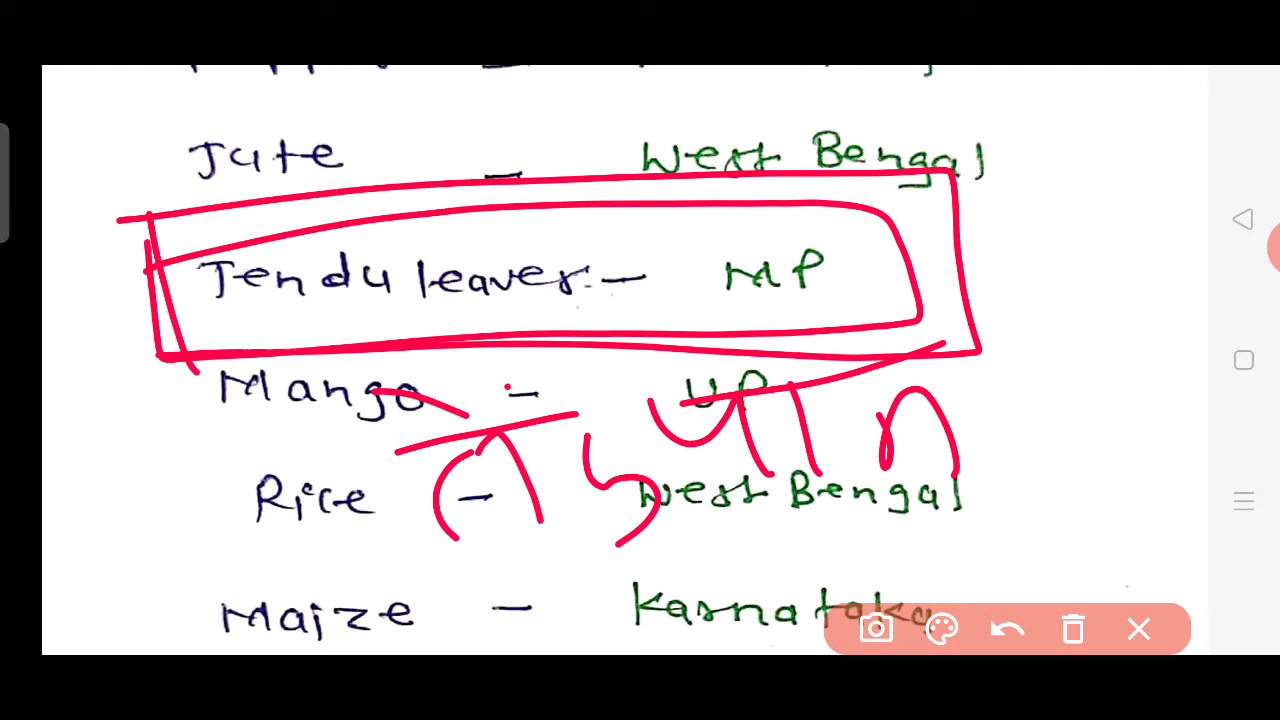 Jute - West Bengal
Tendu leaves - MP
Mango - UP
Rice - West Bengal
Maize - Karnataka